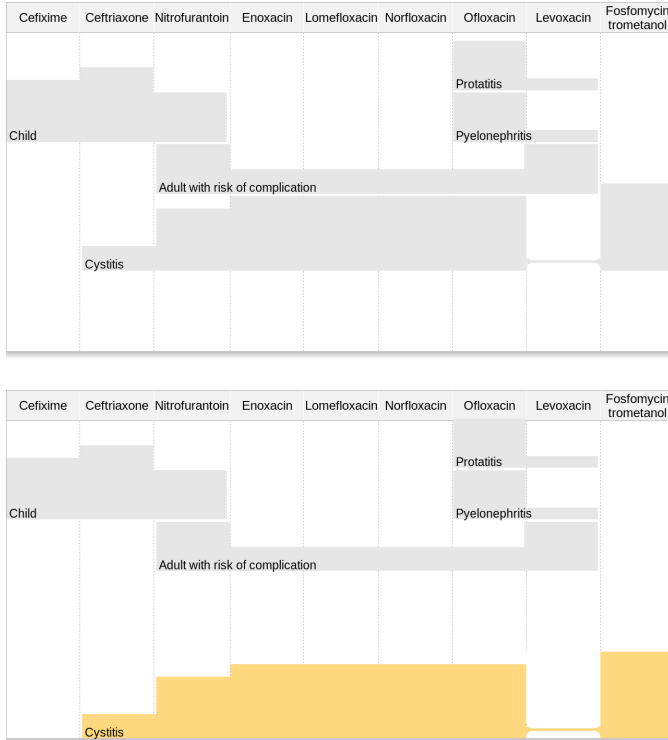 Cefixime Ceftriaxone Nitrofurantoin Enoxacin Lomefloxacin Norfloxacin Ofloxacin Levoxacin Fosfomycin
trometanol
Protatitis
Child
Pyelonephritis
Adult with risk of complication
Cystitis
Cefixime Ceftriaxone Nitrofurantoin Enoxacin Lomefloxacin Norfloxacin Ofloxacin Levoxacin Fosfomycin
trometanol
Protatitis
Child
Pyelonephritis
Adult with risk of complication
Cystitis